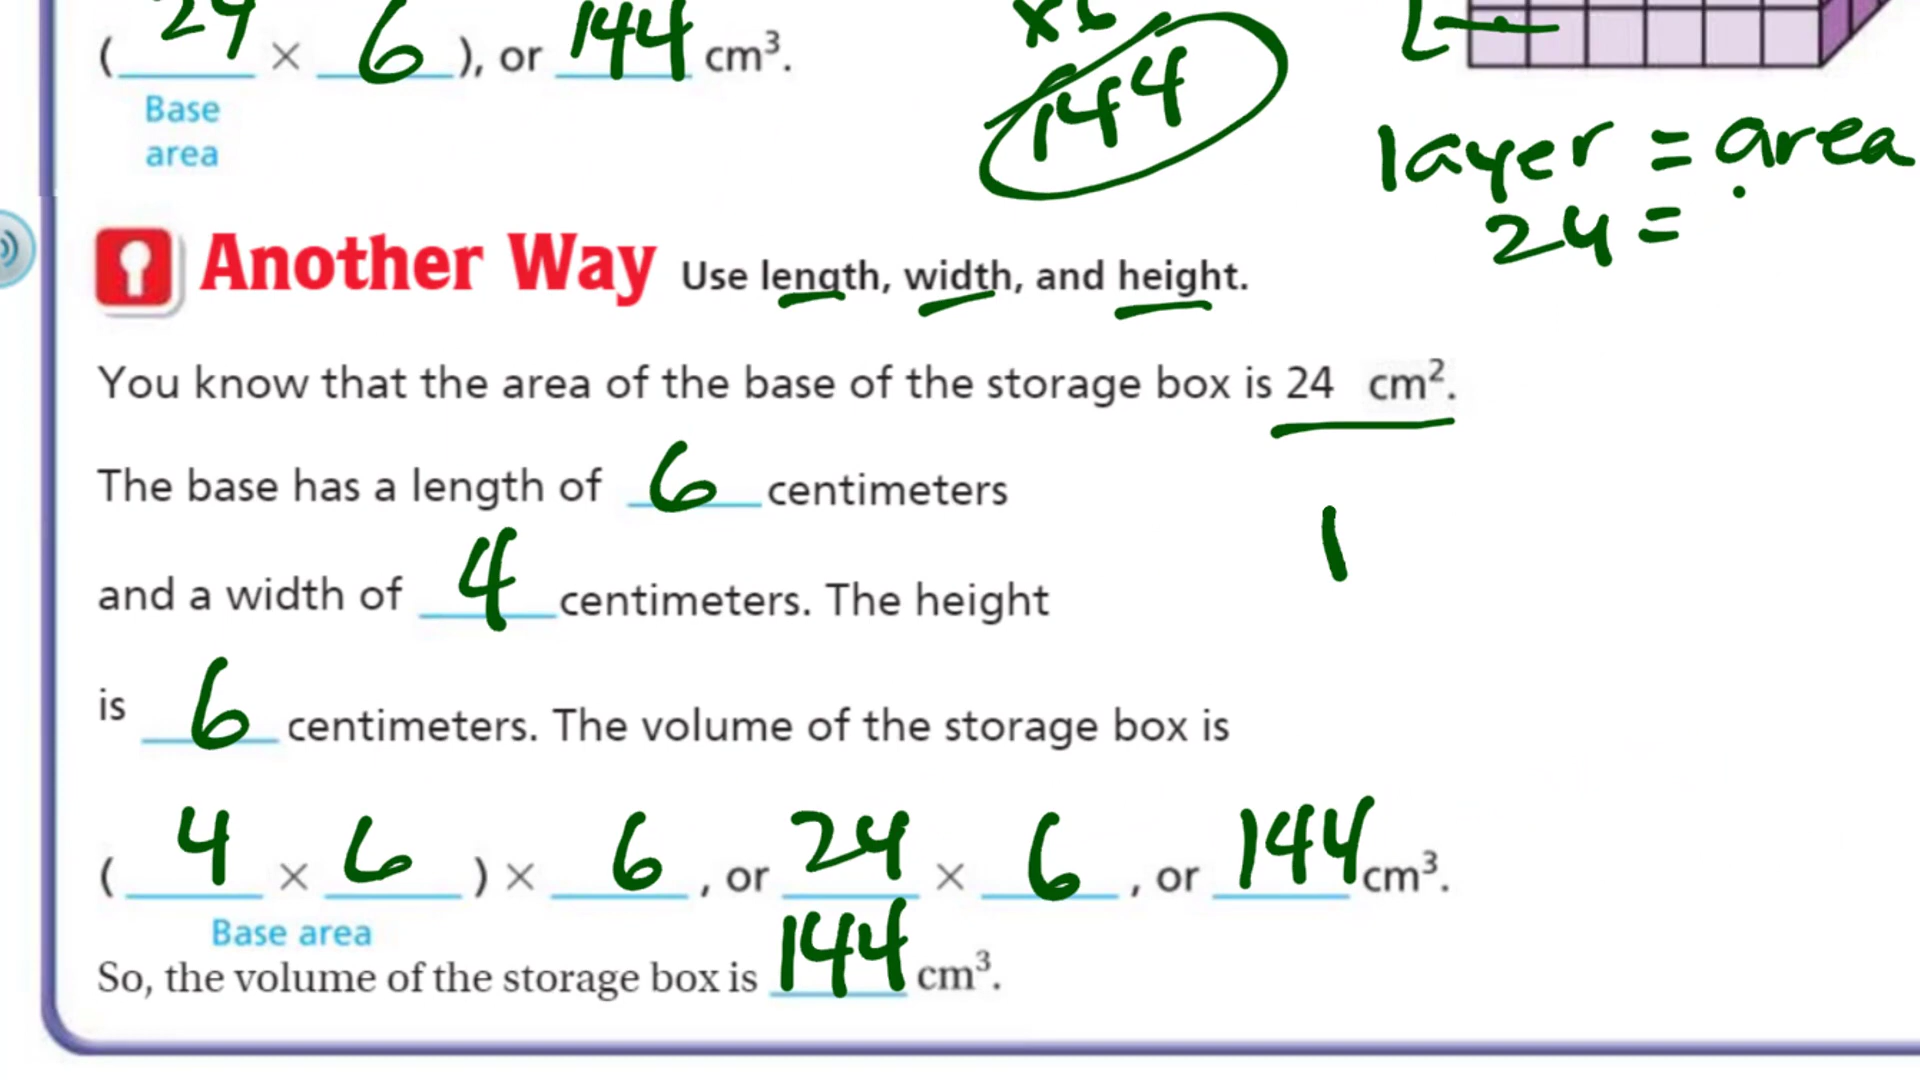 ( 24 × 6 ), or 144 cm³.
Base
area
x6
144
layer = area
24 =
Another Way Use length, width, and height.
You know that the area of the base of the storage box is 24 cm².
The base has a length of 6 centimeters
and a width of 4 centimeters. The height
is 6 centimeters. The volume of the storage box is
( 4 × 6 ) × 6, or 24 × 6, or 144 cm³.
Base area
So, the volume of the storage box is 144 cm³.